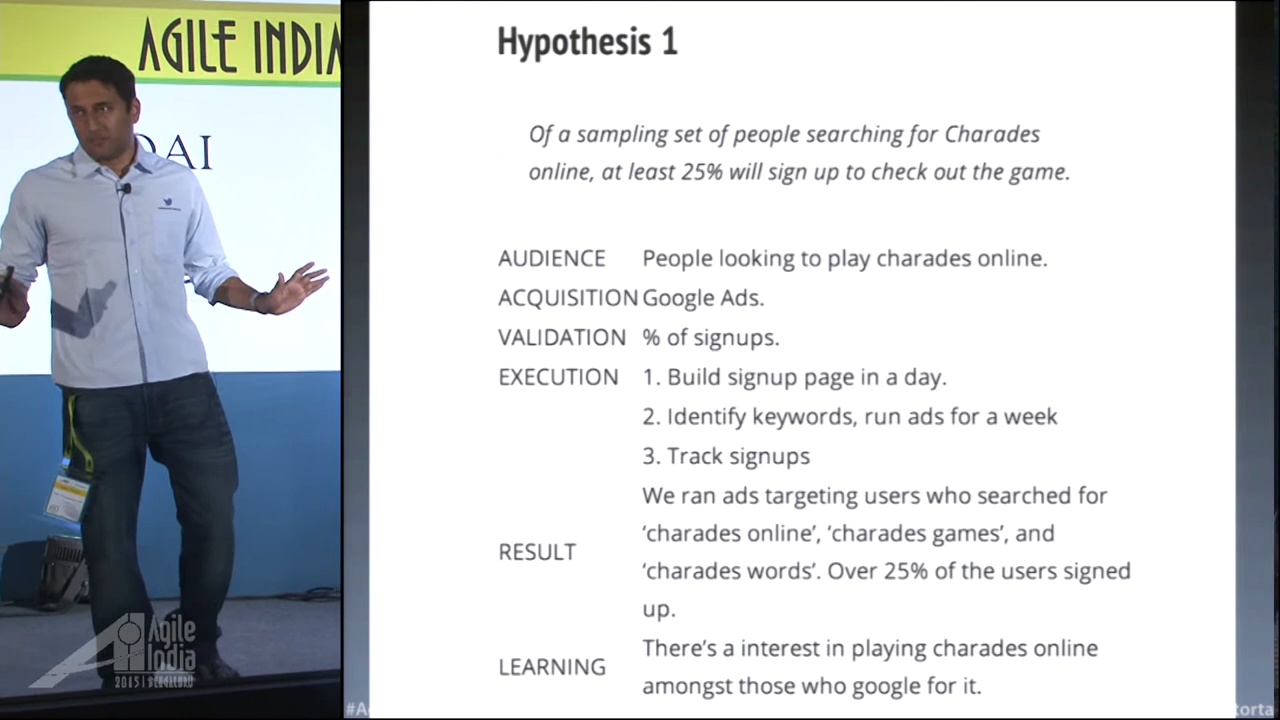 AGILE INDIA
DAI
Agile
India
2015 | BENGALURU
Hypothesis 1
Of a sampling set of people searching for Charades
online, at least 25% will sign up to check out the game.
AUDIENCE People looking to play charades online.
ACQUISITION Google Ads.
VALIDATION % of signups.
EXECUTION 1. Build signup page in a day.
2. Identify keywords, run ads for a week
3. Track signups
RESULT We ran ads targeting users who searched for
‘charades online’, ‘charades games’, and
‘charades words’. Over 25% of the users signed
up.
LEARNING There’s a interest in playing charades online
amongst those who google for it.